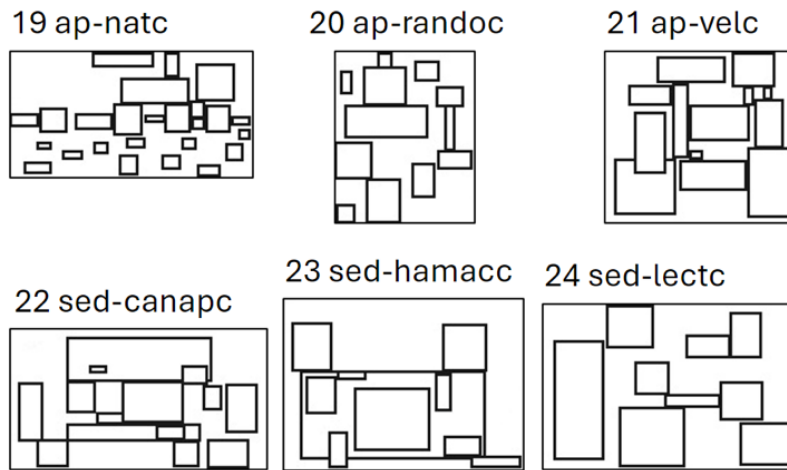 19 ap-natc
20 ap-randoc
21 ap-velc
22 sed-canapc
23 sed-hamacc
24 sed-lectc